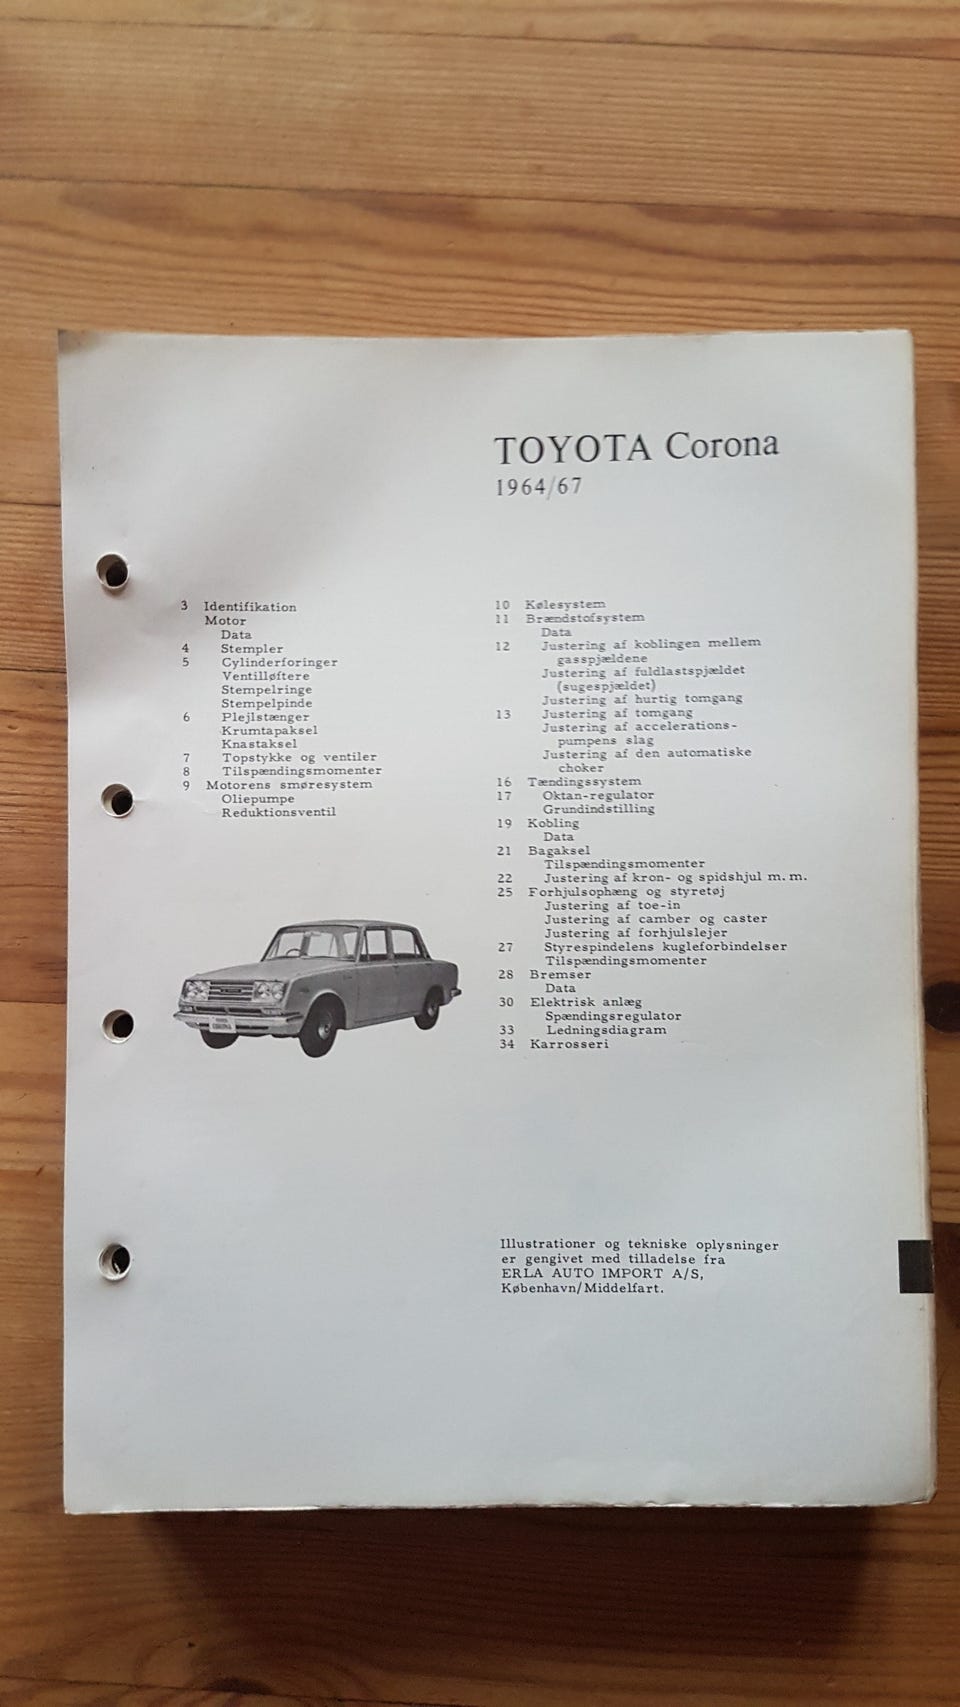 TOYOTA Corona
1964/67
3 Identifikation
Motor
Data
4 Stempler
5 Cylinderforinger
Ventilløftere
Stempelringe
Stempelpinde
6 Plejlstænger
Krumtapaksel
Knastaksel
7 Topstykke og ventiler
8 Tilspændingsmomenter
9 Motorens smøresystem
Oliepumpe
Reduktionsventil
10 Kølesystem
11 Brændstofsystem
Data
12 Justering af koblingen mellem
gasspjældene
Justering af fuldlastspjældet
(sugespjældet)
Justering af hurtig tomgang
13 Justering af tomgang
Justering af accelerations-
pumpens slag
Justering af den automatiske
choker
16 Tændingssystem
17 Oktan-regulator
Grundindstilling
19 Kobling
Data
21 Bagaksel
Tilspændingsmomenter
22 Justering af kron- og spidshjul m.m.
25 Forhjulsophæng og styretøj
Justering af toe-in
Justering af camber og caster
Justering af forhjulslejer
27 Styrespindelens kugleforbindelser
Tilspændingsmomenter
28 Bremser
Data
30 Elektrisk anlæg
Spændingsregulator
33 Ledningsdiagram
34 Karrosseri
CORONA
Illustrationer og tekniske oplysninger
er gengivet med tilladelse fra
ERLA AUTO IMPORT A/S,
København/Middelfart.